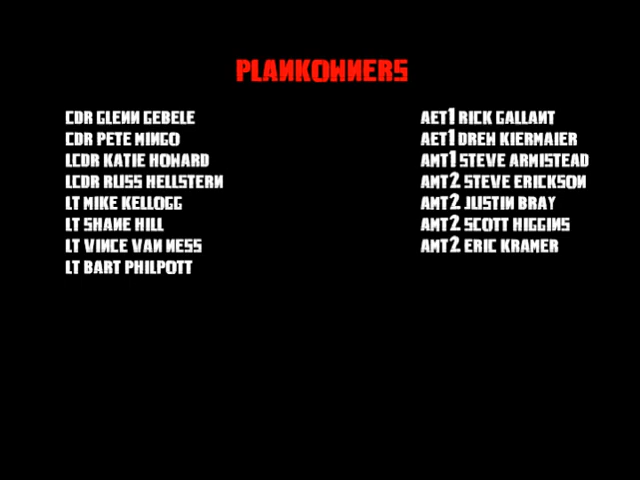 PLANKOWNERS
CDR GLENN GEBELE
CDR PETE MINGO
LCDR KATIE HOWARD
LCDR RUSS HELLSTERN
LT MIKE KELLOGG
LT SHANE HILL
LT VINCE VAN NESS
LT BART PHILPOTT
AET1 RICK GALLANT
AET1 DREW KIERMAIER
AMT1 STEVE ARMISTEAD
AMT2 STEVE ERICKSON
AMT2 JUSTIN BRAY
AMT2 SCOTT HIGGINS
AMT2 ERIC KRAMER